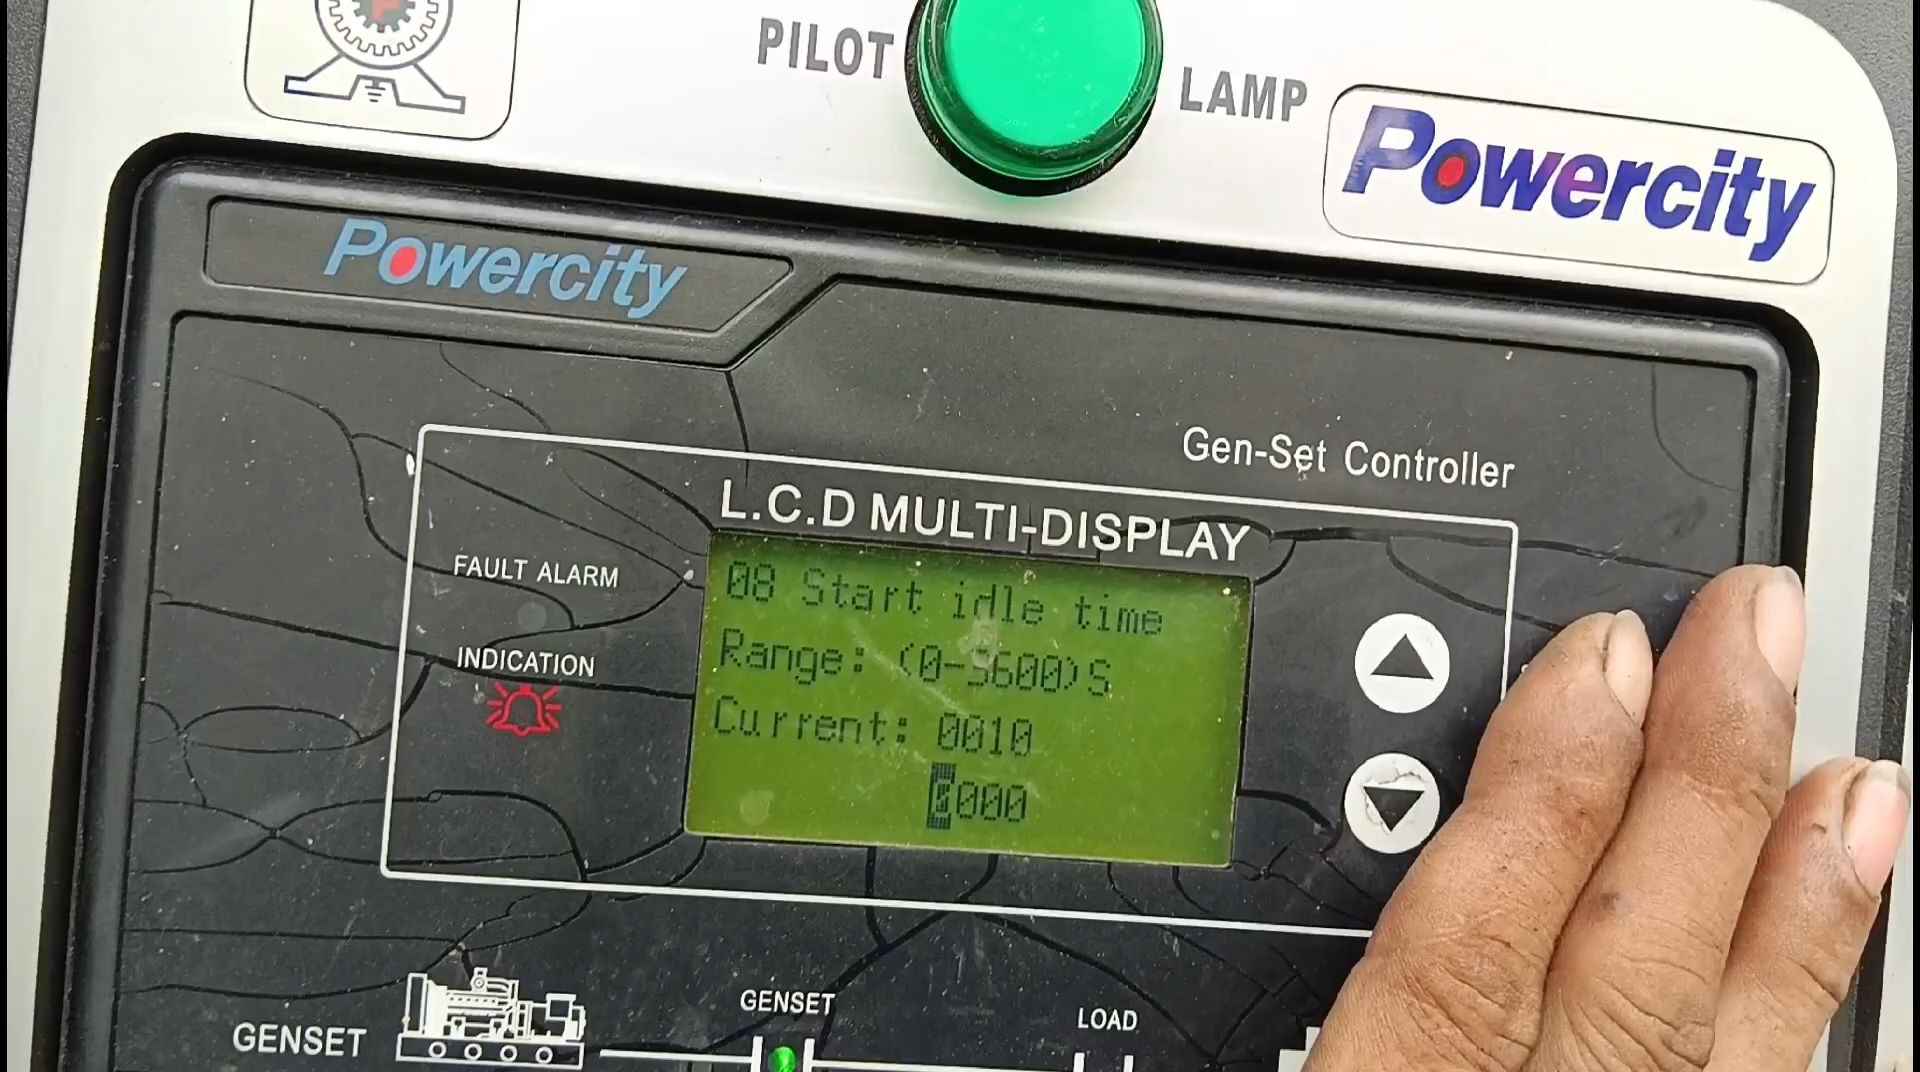 PILOT LAMP
Powercity
Powercity
Gen-Set Controller
L.C.D MULTI-DISPLAY
FAULT ALARM
INDICATION
08 Start idle time
Range: (0-3600)S
Current: 0010
0000
GENSET
GENSET
LOAD